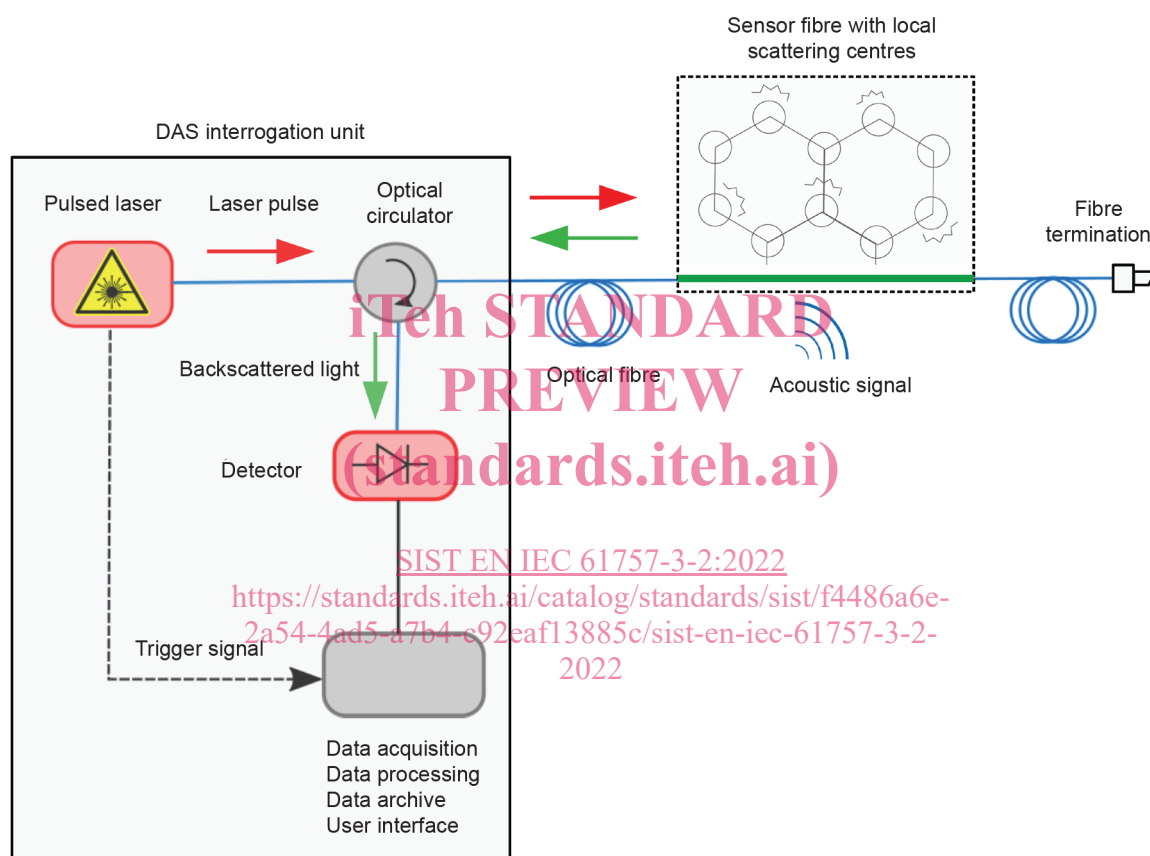 Sensor fibre with local
scattering centres
DAS interrogation unit
Pulsed laser
Laser pulse
Optical
circulator
Fibre
termination
iTeh STANDARD
PREVIEW
(standards.iteh.ai)
Backscattered light
Optical fibre
Acoustic signal
Detector
SIST EN IEC 61757-3-2:2022
https://standards.iteh.ai/catalog/standards/sist/f4486a6e-
2a54-4ad5-a7b4-c92eaf13885c/sist-en-iec-61757-3-2-
2022
Trigger signal
Data acquisition
Data processing
Data archive
User interface